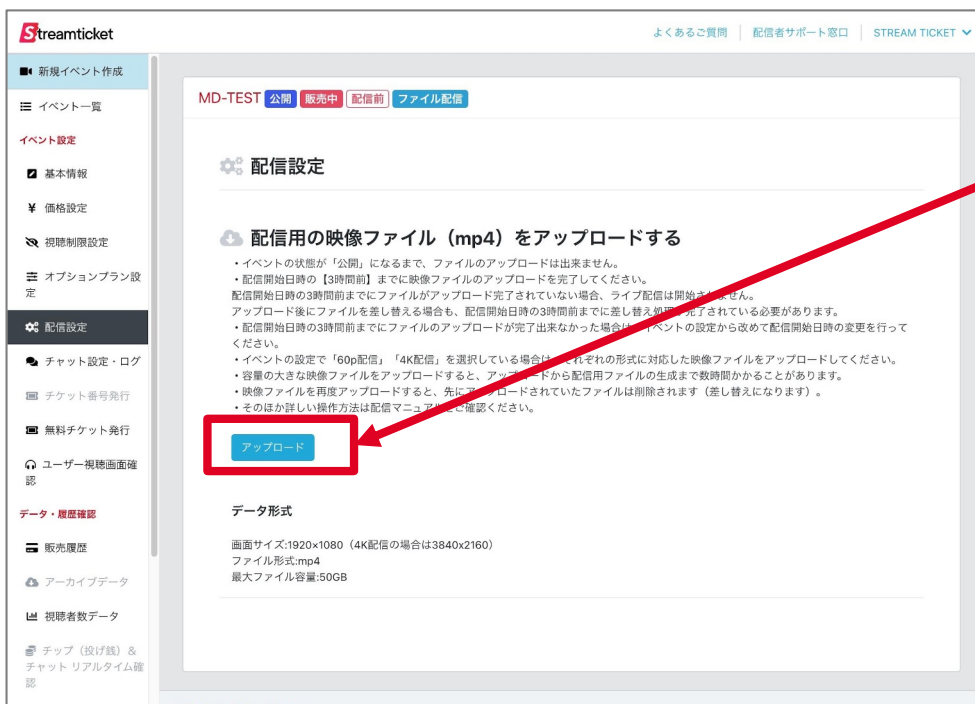 Streamticket
よくあるご質問
配信者サポート窓口
STREAM TICKET
新規イベント作成
イベント一覧
イベント設定
基本情報
価格設定
視聴制限設定
オプションプラン設
定
配信設定
チャット設定・ログ
チケット番号発行
無料チケット発行
ユーザー視聴画面確
認
データ・履歴確認
販売履歴
アーカイブデータ
視聴者数データ
チップ（投げ銭）&
チャット リアルタイム確
認
MD-TEST 公開 販売中 配信前 ファイル配信
配信設定
配信用の映像ファイル（mp4）をアップロードする
・イベントの状態が「公開」になるまで、ファイルのアップロードは出来ません。
・配信開始日時の【3時間前】までに映像ファイルのアップロードを完了してください。
配信開始日時の3時間前までにファイルがアップロード完了されていない場合、ライブ配信は開始されません。
アップロード後にファイルを差し替える場合も、配信開始日時の3時間前までに差し替え処理が完了されている必要があります。
・配信開始日時の3時間前までにファイルのアップロードが完了出来なかった場合は、イベントの設定から改めて配信開始日時の変更を行って
ください。
・イベントの設定で「60p配信」「4K配信」を選択している場合は、それぞれの形式に対応した映像ファイルをアップロードしてください。
・容量の大きな映像ファイルをアップロードすると、アップロードから配信用ファイルの生成まで数時間かかることがあります。
・映像ファイルを再度アップロードすると、先にアップロードされていたファイルは削除されます（差し替えになります）。
・そのほか詳しい操作方法は配信マニュアルをご確認ください。
アップロード
データ形式
画面サイズ:1920×1080（4K配信の場合は3840x2160）
ファイル形式:mp4
最大ファイル容量:50GB